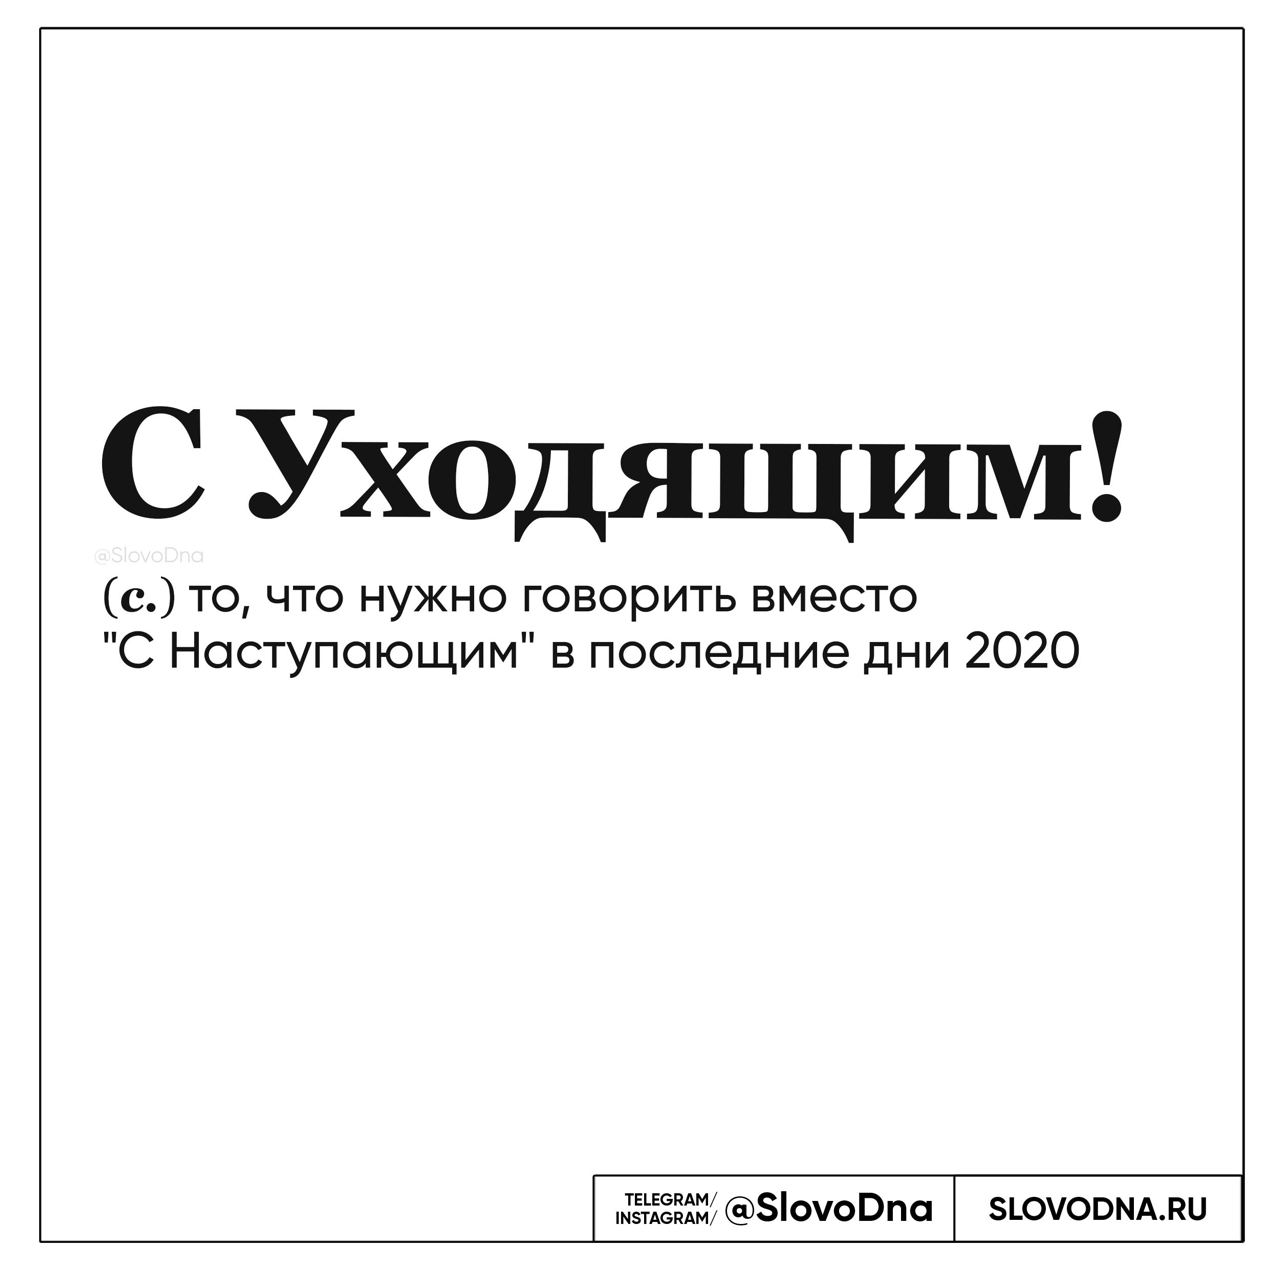 С Уходящим!
@SlovoDna
(с.) то, что нужно говорить вместо
"С Наступающим" в последние дни 2020
TELEGRAM/
INSTAGRAM/
@SlovoDna
SLOVODNA.RU